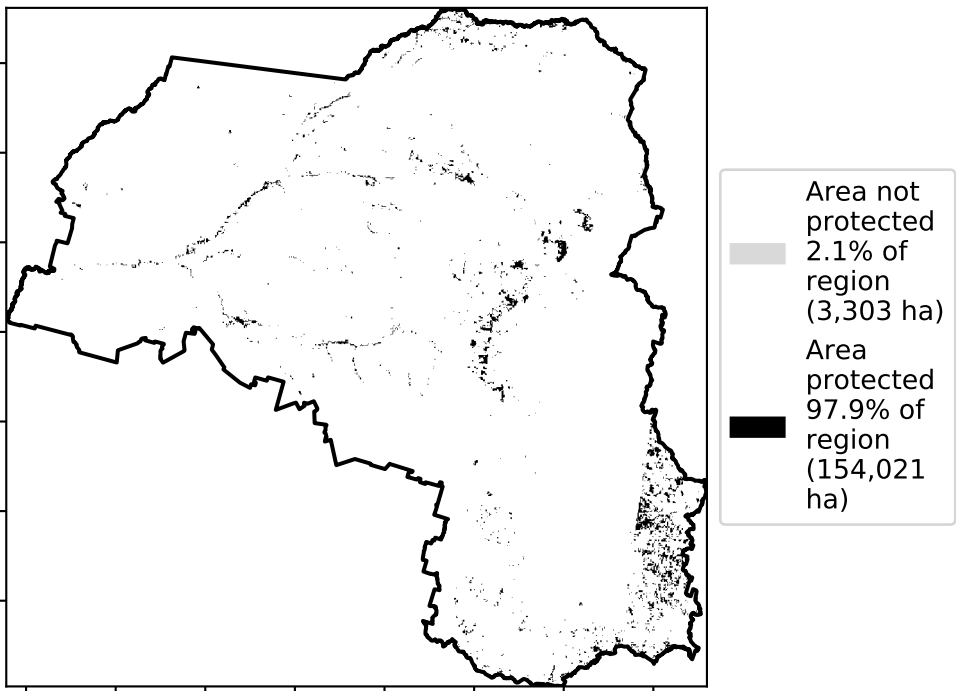 Area not
protected
2.1% of
region
(3,303 ha)
Area
protected
97.9% of
region
(154,021
ha)